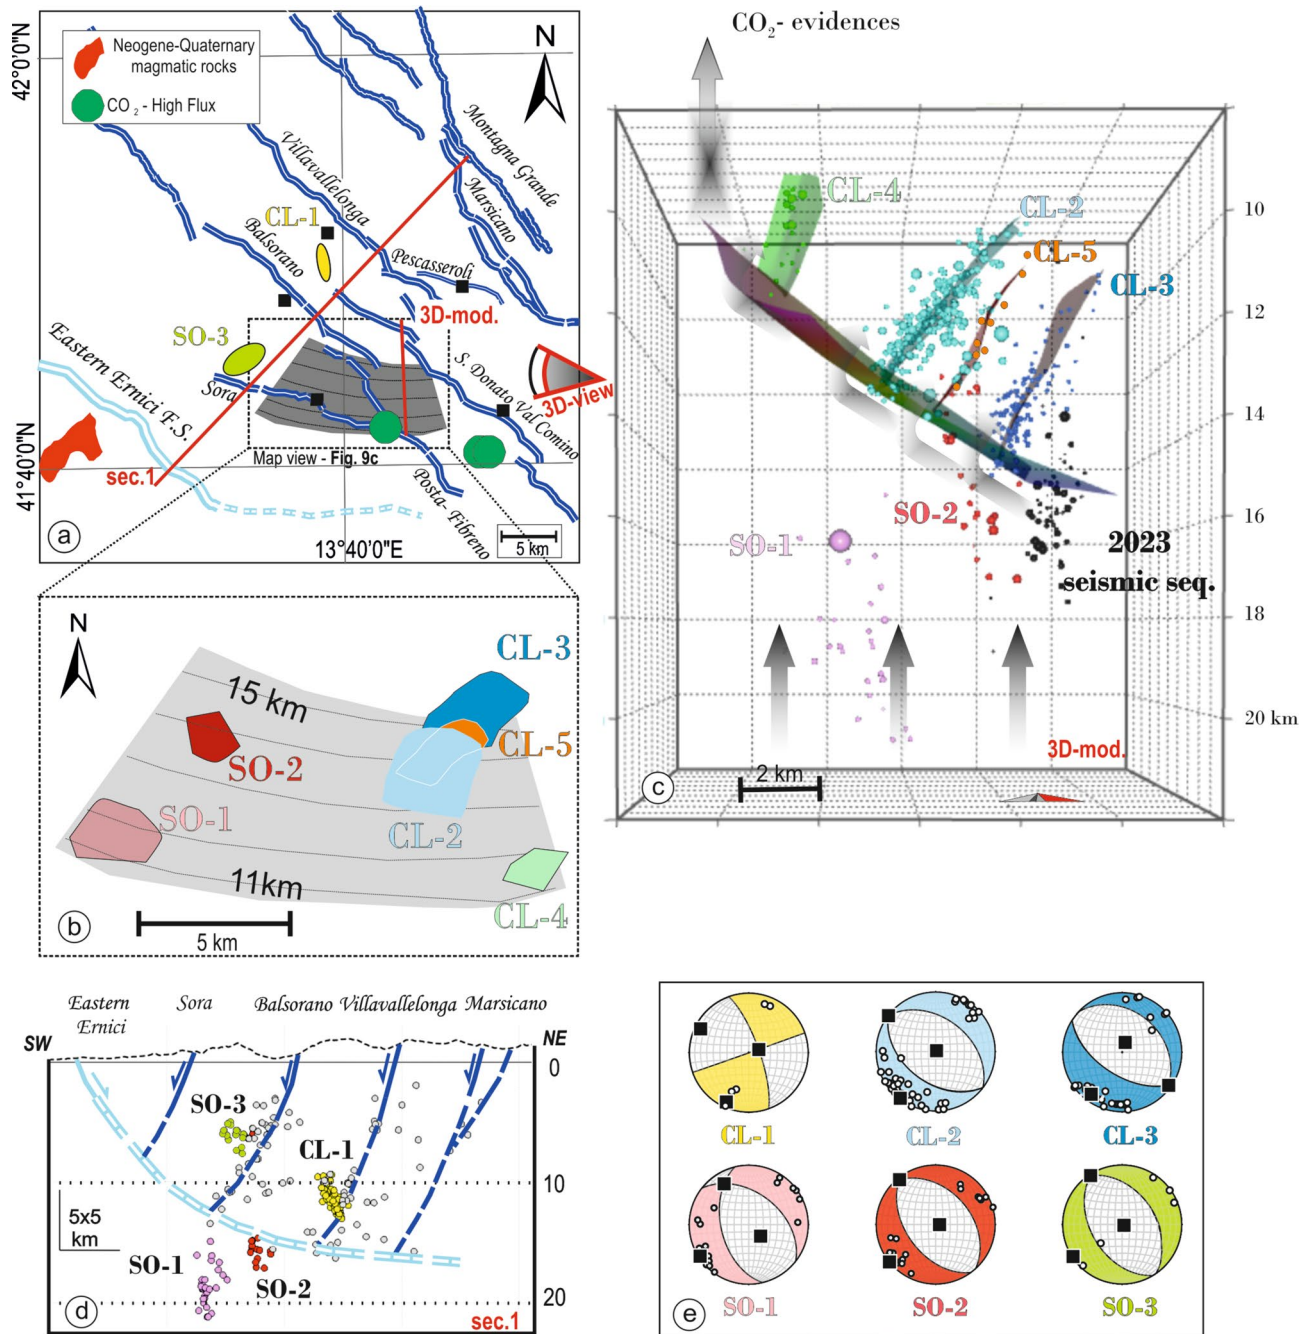 42°0'0"N
Neogene-Quaternary
magmatic rocks
CO2 - High Flux
N
Montagna Grande
Villavallelonga
Marsicano
CL-1
Balsorano
Pescasseroli
3D-mod.
SO-3
Eastern Ernici F.S.
Sora
S. Donato Val Comino
3D-view
41°40'0"N
sec.1
Map view - Fig. 9c
Posta- Fibreno
a
13°40'0"E
5 km
N
CL-3
15 km
CL-5
SO-2
SO-1
CL-2
11km
CL-4
b
5 km
CO2- evidences
CL-4
CL-2
10
CL-5
CL-3
12
14
SO-2
16
SO-1
2023
seismic seq.
18
20 km
3D-mod.
c
2 km
Eastern
Ernici
Sora
Balsorano
Villavallelonga
Marsicano
SW
NE
0
SO-3
CL-1
10
5x5
km
SO-1
SO-2
20
d
sec.1
CL-1
CL-2
CL-3
SO-1
SO-2
SO-3
e